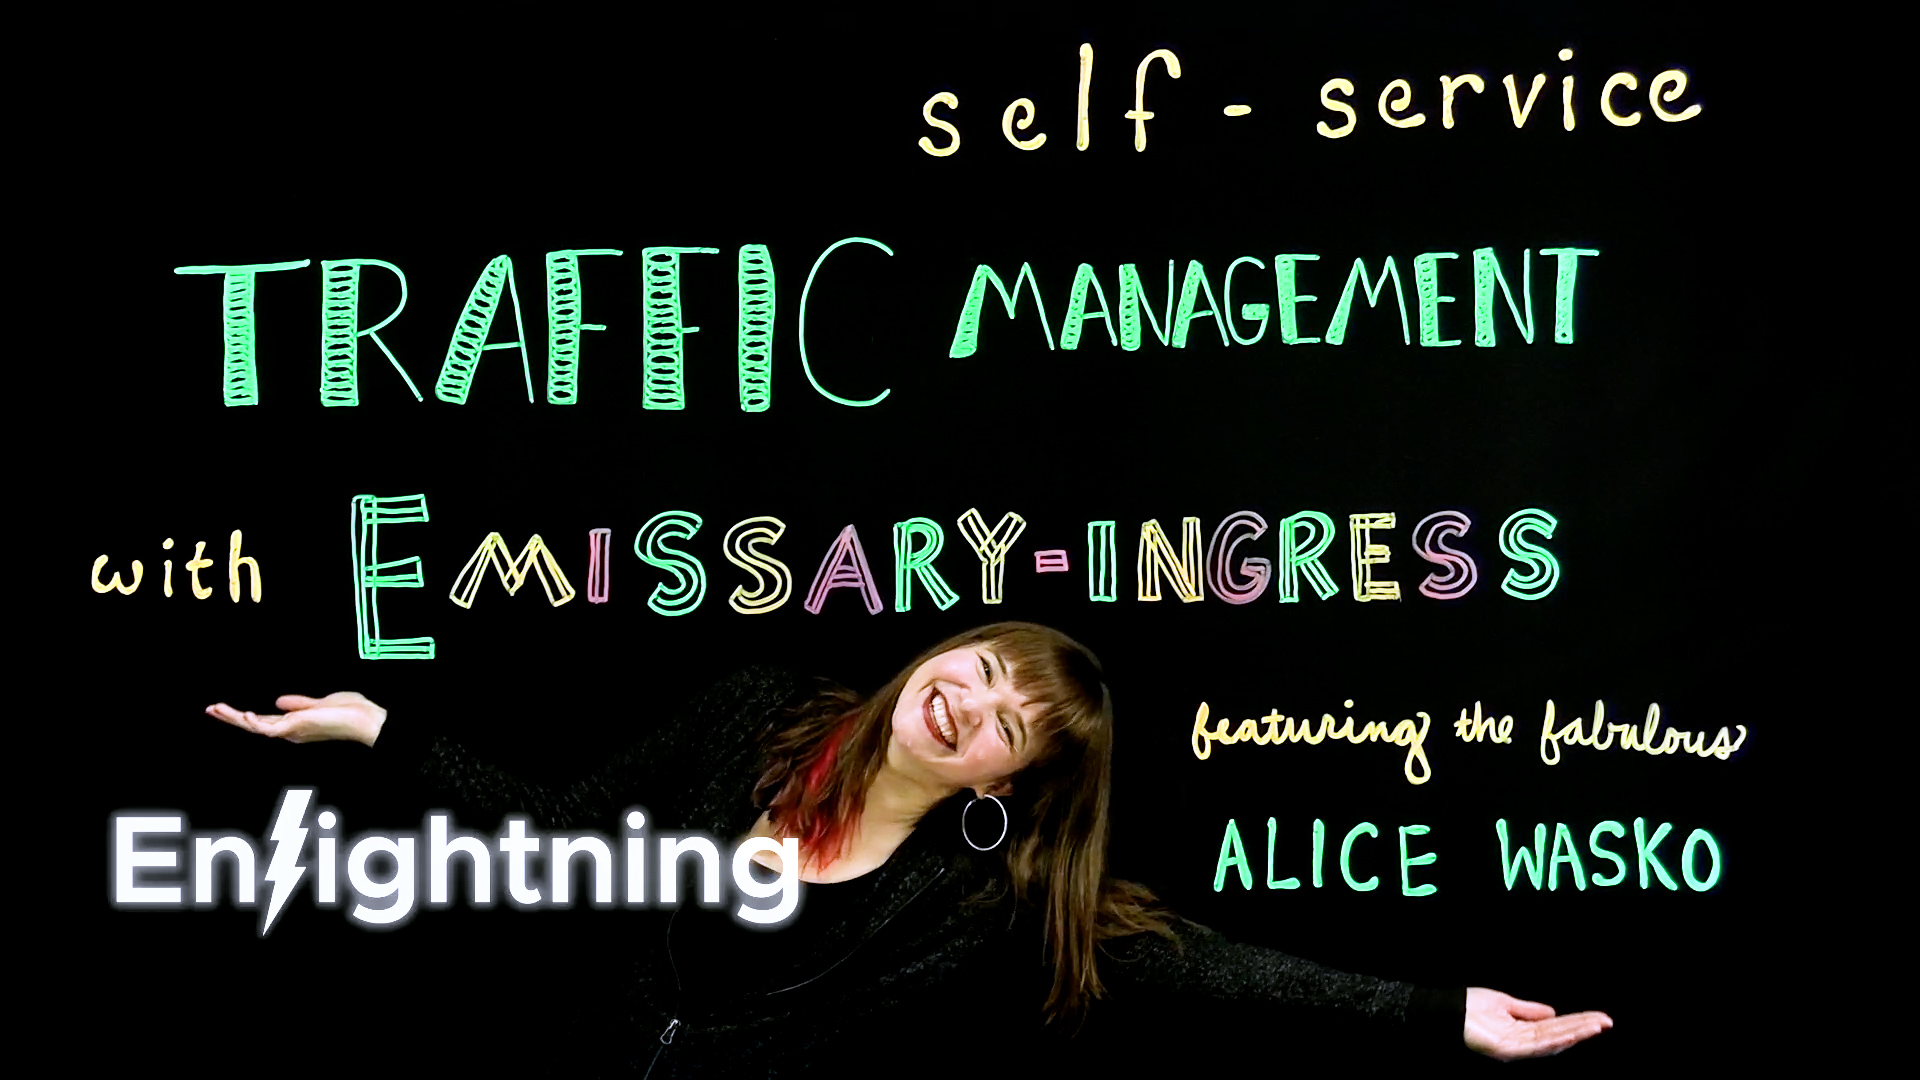 self-service
TRAFFIC MANAGEMENT
with EMISSARY-INGRESS
featuring the fabulous
ALICE WASKO
Enlightning